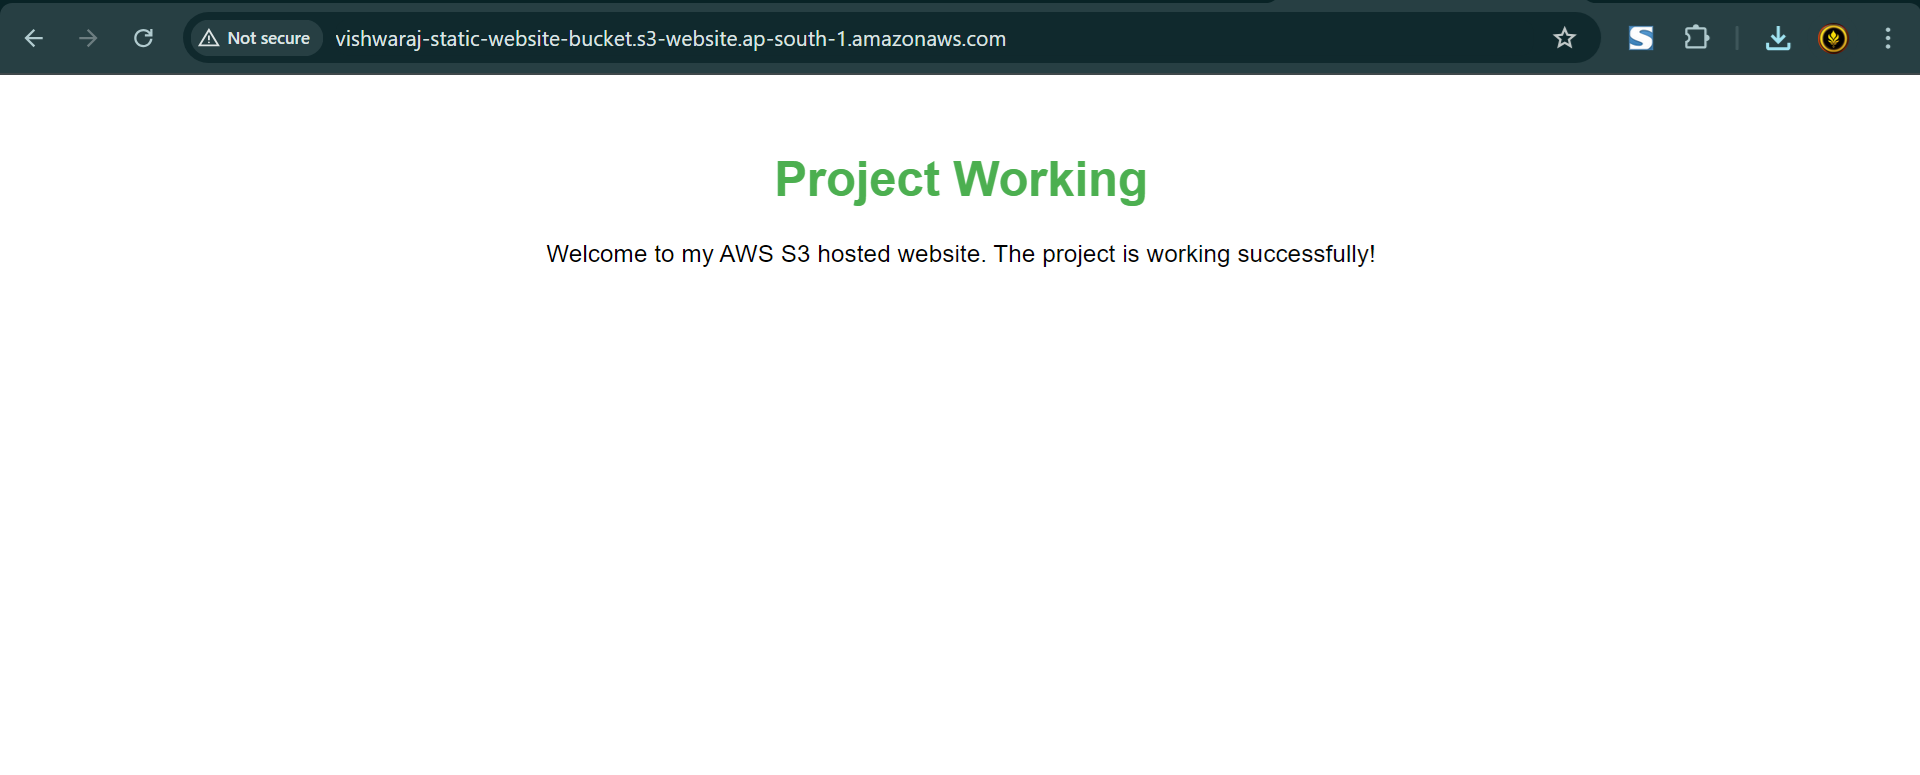 Not secure
vishwaraj-static-website-bucket.s3-website.ap-south-1.amazonaws.com
Project Working
Welcome to my AWS S3 hosted website. The project is working successfully!